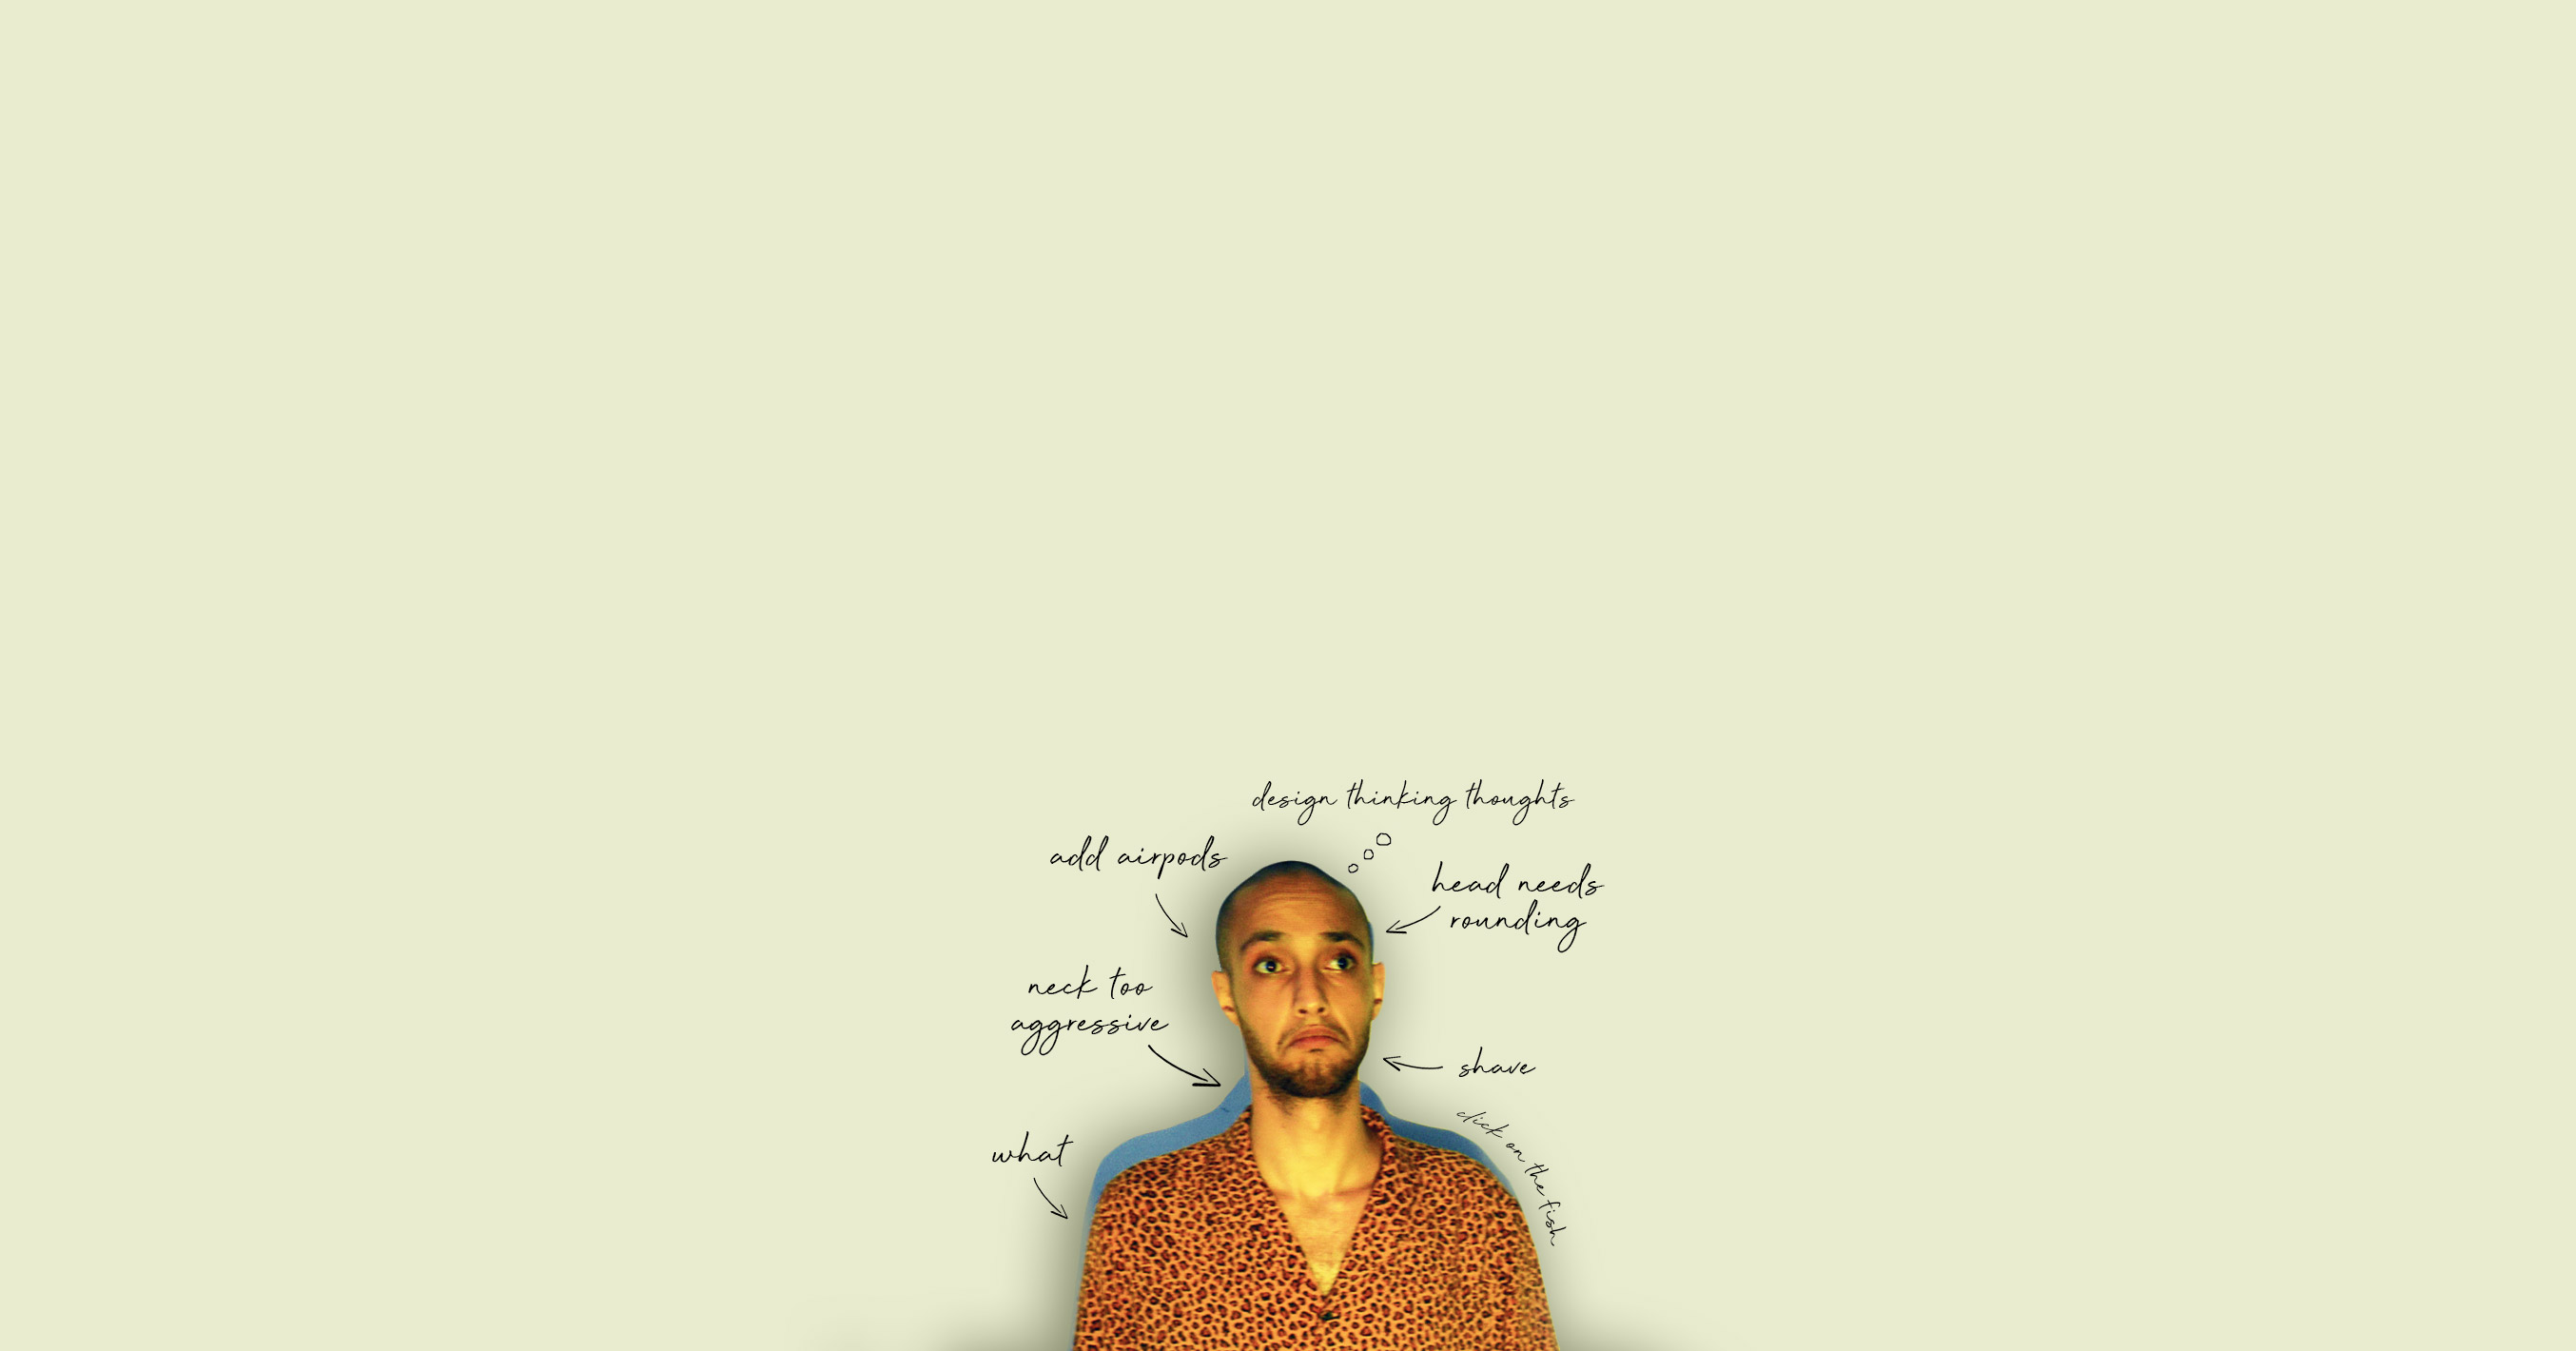 design thinking thoughts
add airpods
head needs
rounding
neck too
aggressive
shave
click on the fish
what